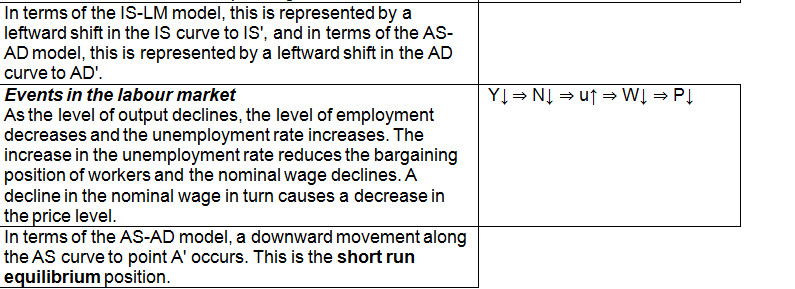 In terms of the IS-LM model, this is represented by a
leftward shift in the IS curve to IS', and in terms of the AS-
AD model, this is represented by a leftward shift in the AD
curve to AD'.
Events in the labour market
Y↓ ⇒ N↓ ⇒ u↑ ⇒ W↓ ⇒ P↓
As the level of output declines, the level of employment
decreases and the unemployment rate increases. The
increase in the unemployment rate reduces the bargaining
position of workers and the nominal wage declines. A
decline in the nominal wage in turn causes a decrease in
the price level.
In terms of the AS-AD model, a downward movement along
the AS curve to point A' occurs. This is the short run
equilibrium position.